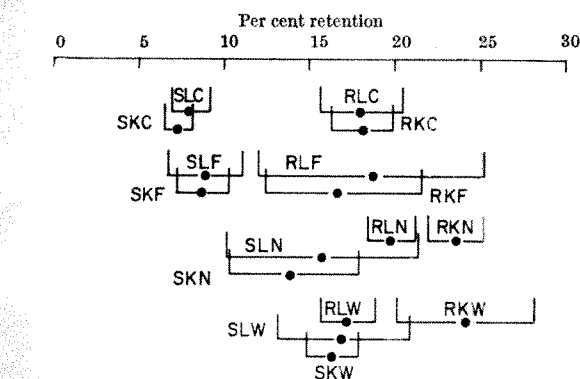 Per cent retention
0 5 10 15 20 25 30
SLC RLC
SKC RKC
SLF RLF
SKF RKF
RLN RKN
SLN
SKN
RLW RKW
SLW
SKW